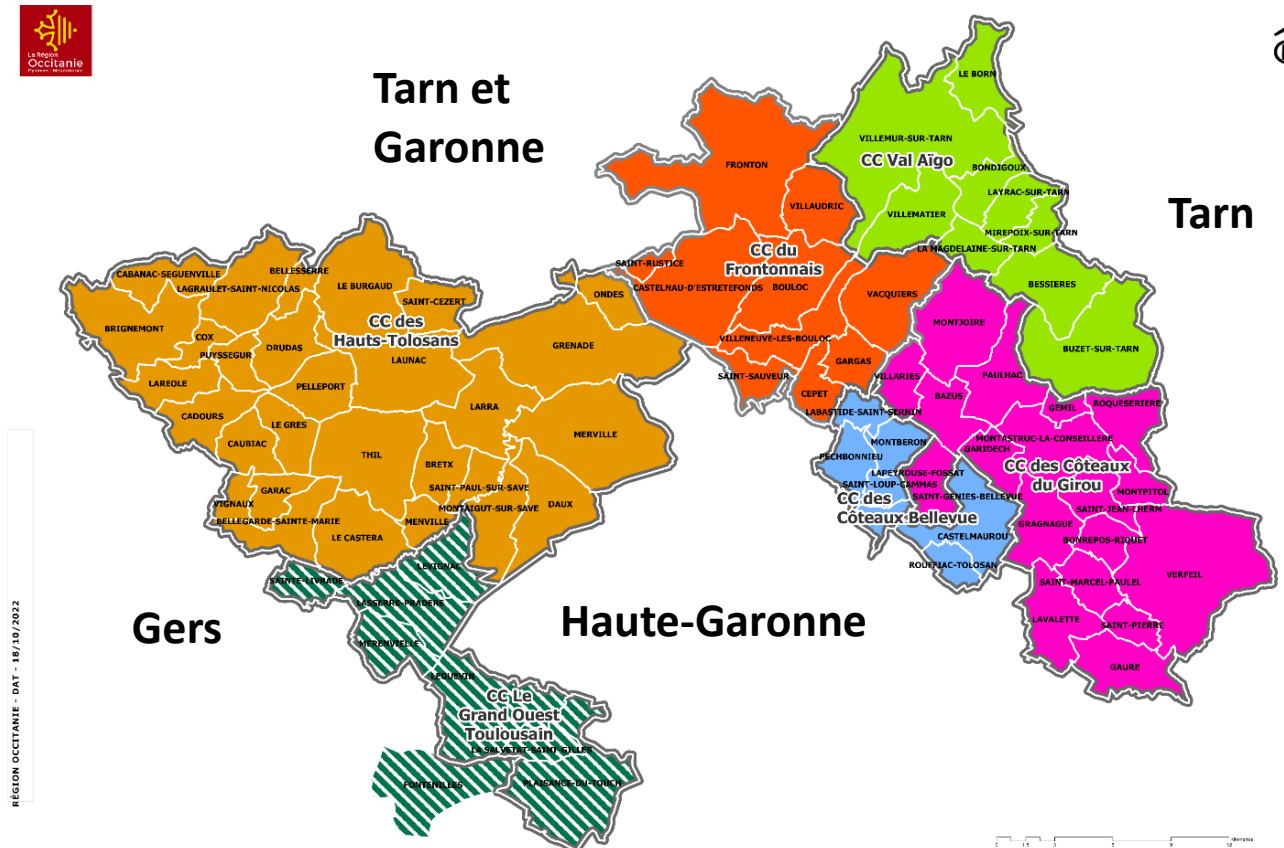 La Région
Occitanie
Pyrénées - Méditerranée
Tarn et
Garonne
Tarn
Gers
Haute-Garonne
LE BORN
VILLEMUR-SUR-TARN
CC Val Aïgo
BONDIGOUX
LAYRAC-SUR-TARN
VILLEMATIER
MIREPOIX-SUR-TARN
LA MAGDELAINE-SUR-TARN
BESSIERES
BUZET-SUR-TARN
FRONTON
VILLAUDRIC
CC du
Frontonnais
SAINT-RUSTICE
CASTELNAU-D'ESTRETEFONDS
BOULOC
VACQUIERS
VILLENEUVE-LES-BOULOC
GARGAS
SAINT-SAUVEUR
CEPET
CABANAC-SEGUENVILLE
BELLESSERRE
LAGRAULET-SAINT-NICOLAS
LE BURGAUD
SAINT-CEZERT
ONDES
BRIGNEMONT
CC des
Hauts-Tolosans
COX
DRUDAS
PUYSSEGUR
LAUNAC
GRENADE
LAREOLE
PELLEPORT
LARRA
CADOURS
LE GRES
MERVILLE
CAUBIAC
THIL
BRETX
SAINT-PAUL-SUR-SAVE
GARAC
VIGNAUX
MONTAIGUT-SUR-SAVE
DAUX
BELLEGARDE-SAINTE-MARIE
MENVILLE
LE CASTERA
MONTJOIRE
VILLARIES
PAULHAC
BAZUS
GEMIL
ROQUESERIERE
MONTASTRUC-LA-CONSEILLERE
GARIDECH
CC des Côteaux
du Girou
LAPEYROUSE-FOSSAT
MONTPITOL
SAINT-JEAN-LHERM
GRAGNAGUE
BONREPOS-RIQUET
VERFEIL
SAINT-MARCEL-PAULEL
LAVALETTE
SAINT-PIERRE
GAURE
LABASTIDE-SAINT-SERNIN
MONTBERON
PECHBONNIEU
SAINT-LOUP-CAMMAS
SAINT-GENIES-BELLEVUE
CC des
Côteaux Bellevue
CASTELMAUROU
ROUFFIAC-TOLOSAN
LEVIGNAC
SAINTE-LIVRADE
LASSERRE-PRADERE
MERENVIELLE
LEGUEVIN
CC Le
Grand Ouest
Toulousain
LA SALVETAT-SAINT-GILLES
FONTENILLES
PLAISANCE-DU-TOUCH
RÉGION OCCITANIE - DAT - 18/10/2022